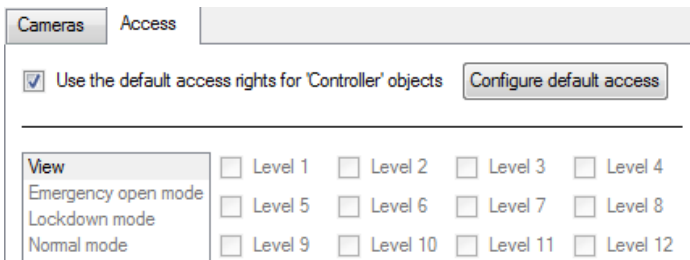 Cameras Access
Use the default access rights for 'Controller' objects Configure default access
View Level 1 Level 2 Level 3 Level 4
Emergency open mode
Lockdown mode Level 5 Level 6 Level 7 Level 8
Normal mode Level 9 Level 10 Level 11 Level 12